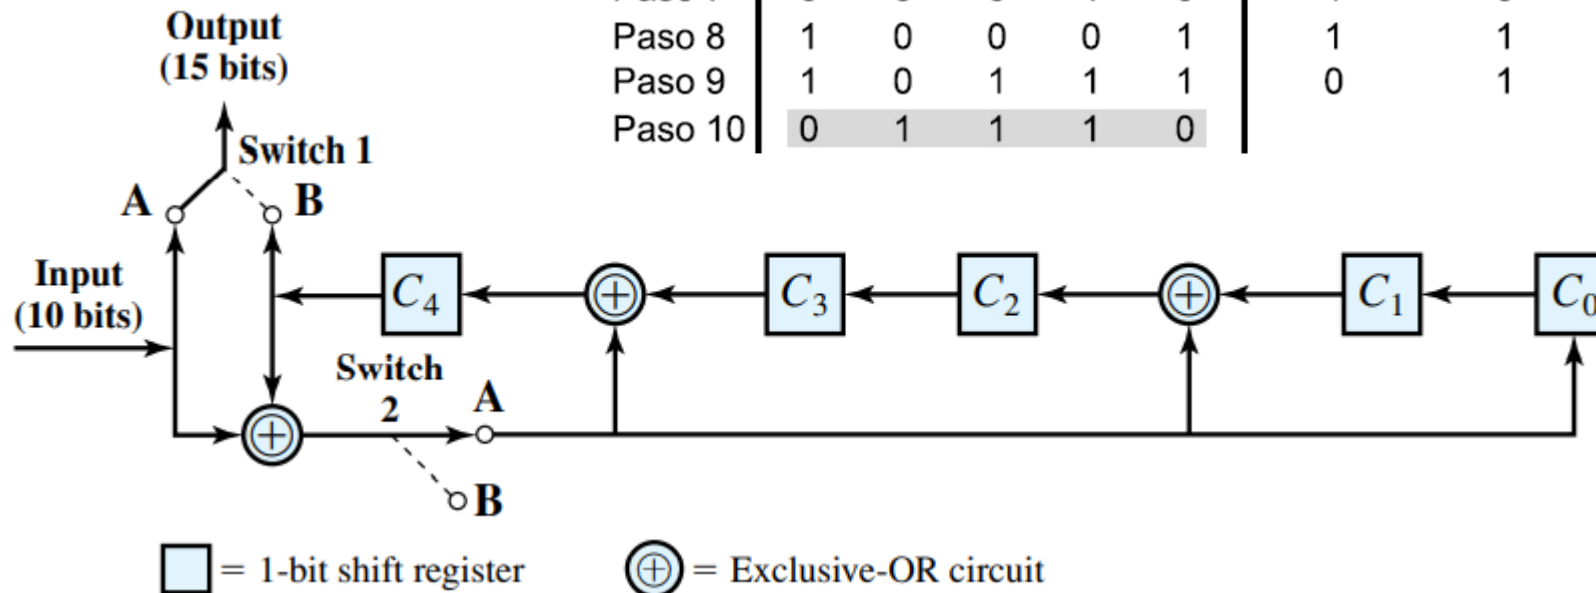 Output
(15 bits)
Paso 8 1 0 0 0 1 1 1
Paso 9 1 0 1 1 1 0 1
Paso 10 0 1 1 1 0
Switch 1
A B
Input
(10 bits)
C4 + C3 C2 + C1 C0
Switch
2
A
+
B
= 1-bit shift register
+ = Exclusive-OR circuit